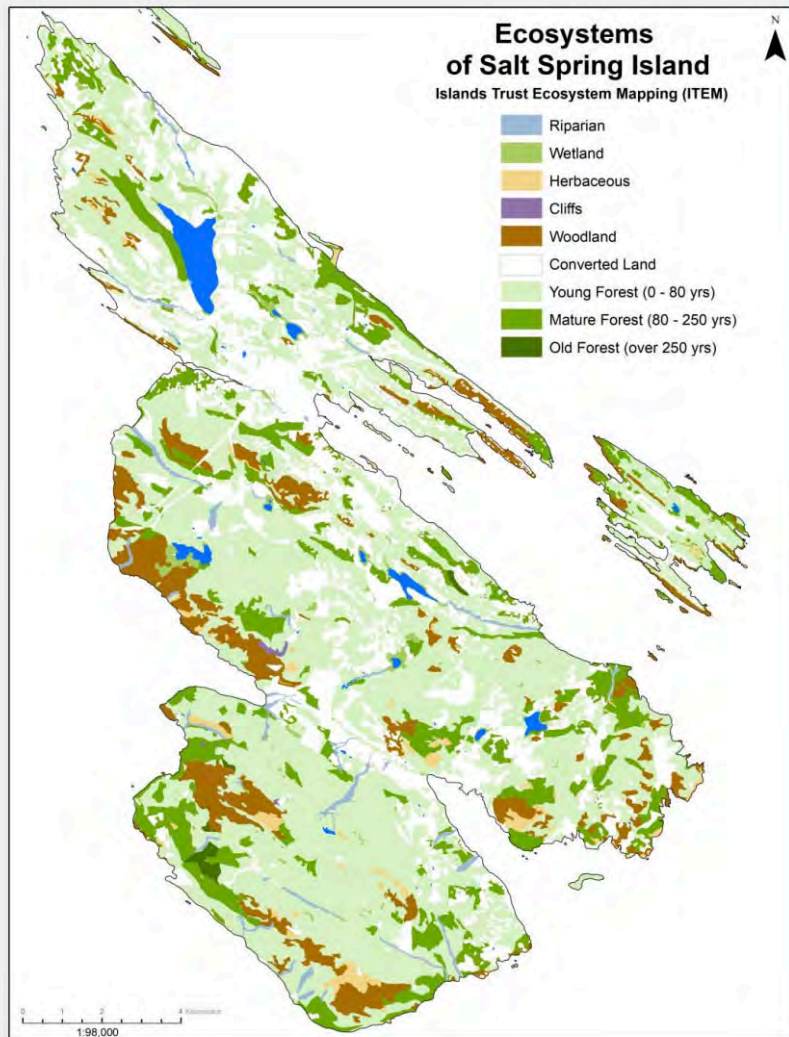 Ecosystems
of Salt Spring Island
Islands Trust Ecosystem Mapping (ITEM)
N
Riparian
Wetland
Herbaceous
Cliffs
Woodland
Converted Land
Young Forest (0 - 80 yrs)
Mature Forest (80 - 250 yrs)
Old Forest (over 250 yrs)
0 1 2 4 Kilometers
1:98,000